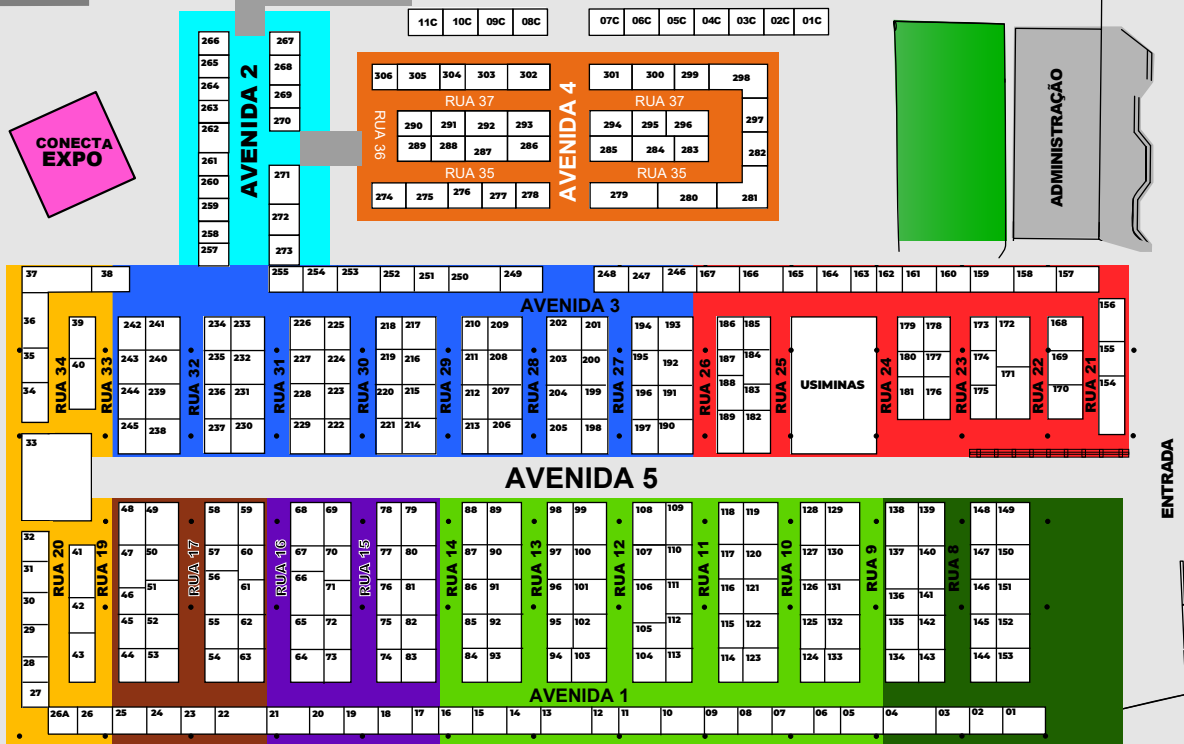 11C 10C 09C 08C 07C 06C 05C 04C 03C 02C 01C
266 267
265 268
264 269
263 270
262
261 271
260
259 272
258
257 273
AVENIDA 2
CONECTA
EXPO
306 305 304 303 302 301 300 299 298
RUA 37 RUA 37
290 291 292 293 294 295 296 297
289 288 287 286 285 284 283 282
RUA 35 RUA 35
274 275 276 277 278 279 280 281
RUA 36
AVENIDA 4
ADMINISTRAÇÃO
37 38 255 254 253 252 251 250 249 248 247 246 167 166 165 164 163 162 161 160 159 158 157
AVENIDA 3
156
155
154
36
35
34
33
39
40
RUA 34
RUA 33
242 241 234 233 226 225 218 217 210 209 202 201 194 193 186 185 179 178 173 172 168
243 240 235 232 227 224 219 216 211 208 203 200 195 192 187 184 180 177 174 171 169
244 239 236 231 228 223 220 215 212 207 204 199 196 191 188 183 181 176 175 170
245 238 237 230 229 222 221 214 213 206 205 198 197 190 189 182
RUA 32
RUA 31
RUA 30
RUA 29
RUA 28
RUA 27
RUA 26
RUA 25
USIMINAS
RUA 24
RUA 23
RUA 22
RUA 21
AVENIDA 5
ENTRADA
32
31
30
29
28
27
41
42
43
RUA 20
RUA 19
48 49 58 59 68 69 78 79 88 89 98 99 108 109 118 119 128 129 138 139 148 149
47 50 57 60 67 70 77 80 87 90 97 100 107 110 117 120 127 130 137 140 147 150
46 51 56 61 66 71 76 81 86 91 96 101 106 111 116 121 126 131 136 141 146 151
45 52 55 62 65 72 75 82 85 92 95 102 105 112 115 122 125 132 135 142 145 152
44 53 54 63 64 73 74 83 84 93 94 103 104 113 114 123 124 133 134 143 144 153
RUA 17
RUA 16
RUA 15
RUA 14
RUA 13
RUA 12
RUA 11
RUA 10
RUA 9
RUA 8
AVENIDA 1
26A 26 25 24 23 22 21 20 19 18 17 16 15 14 13 12 11 10 09 08 07 06 05 04 03 02 01